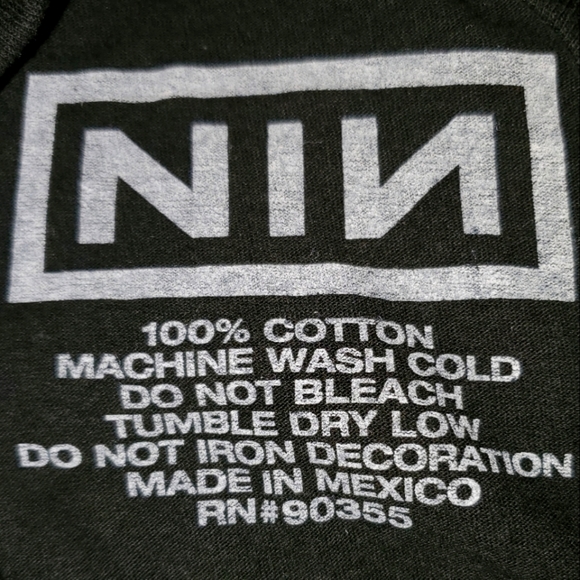 NIN
100% COTTON
MACHINE WASH COLD
DO NOT BLEACH
TUMBLE DRY LOW
DO NOT IRON DECORATION
MADE IN MEXICO
RN#90355